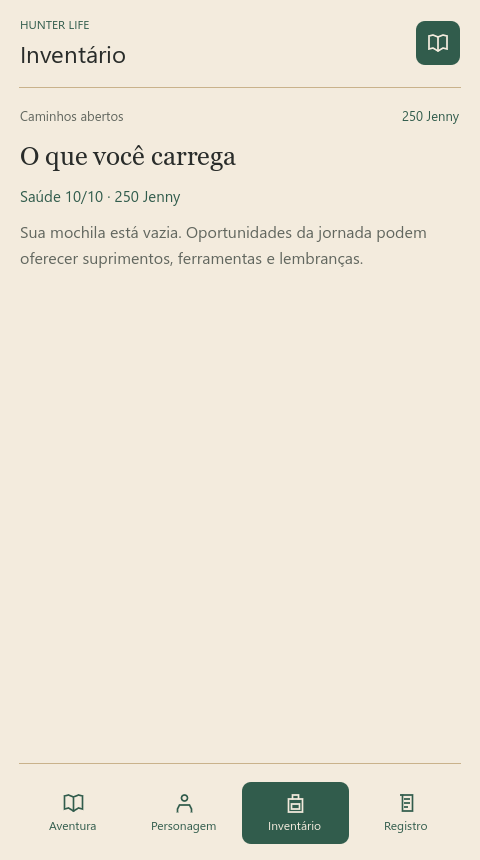 HUNTER LIFE
Inventário
Caminhos abertos
250 Jenny
O que você carrega
Saúde 10/10 · 250 Jenny
Sua mochila está vazia. Oportunidades da jornada podem
oferecer suprimentos, ferramentas e lembranças.
Aventura
Personagem
Inventário
Registro